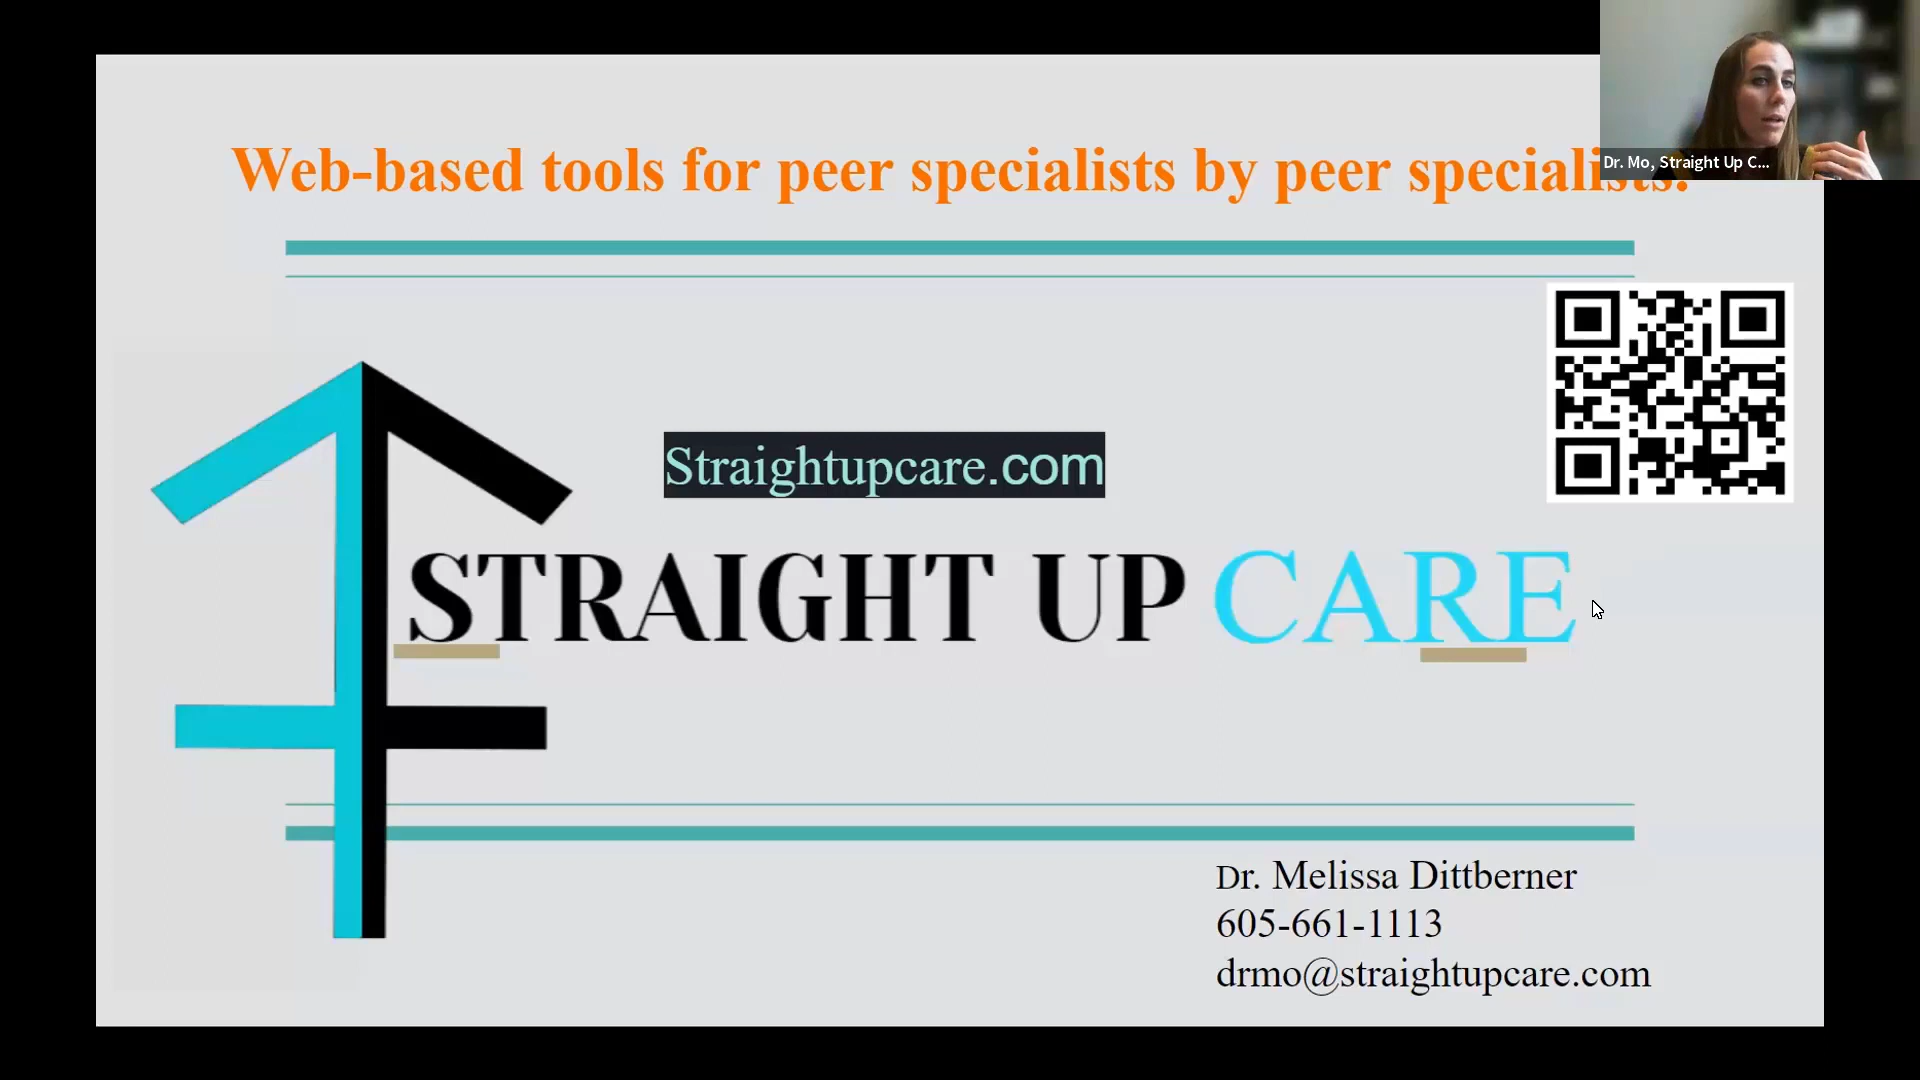 Web-based tools for peer specialists by peer specialists.
Dr. Mo, Straight Up C...
Straightupcare.com
STRAIGHT UP CARE
Dr. Melissa Dittberner
605-661-1113
drmo@straightupcare.com